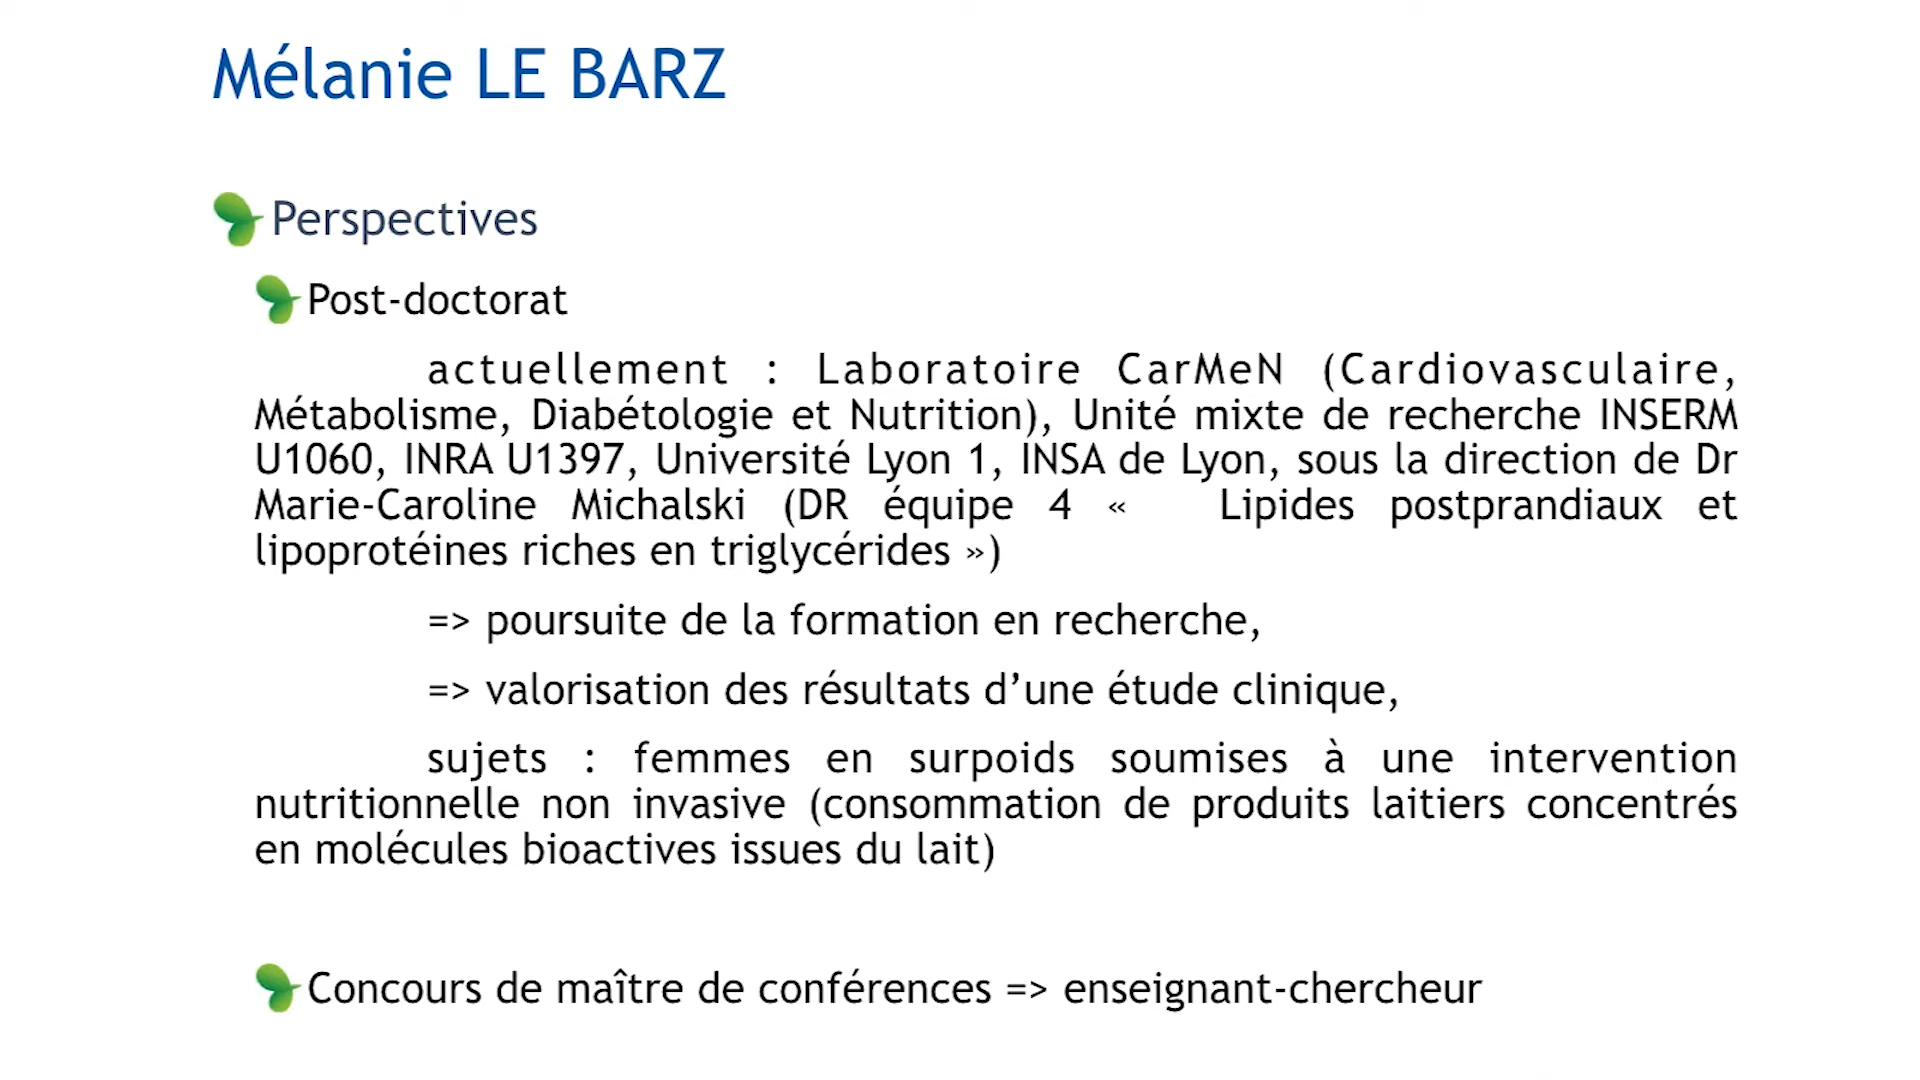 Mélanie LE BARZ
Perspectives
Post-doctorat
actuellement : Laboratoire CarMeN (Cardiovasculaire,
Métabolisme, Diabétologie et Nutrition), Unité mixte de recherche INSERM
U1060, INRA U1397, Université Lyon 1, INSA de Lyon, sous la direction de Dr
Marie-Caroline Michalski (DR équipe 4 « Lipides postprandiaux et
lipoprotéines riches en triglycérides »)
=> poursuite de la formation en recherche,
=> valorisation des résultats d’une étude clinique,
sujets : femmes en surpoids soumises à une intervention
nutritionnelle non invasive (consommation de produits laitiers concentrés
en molécules bioactives issues du lait)
Concours de maître de conférences => enseignant-chercheur